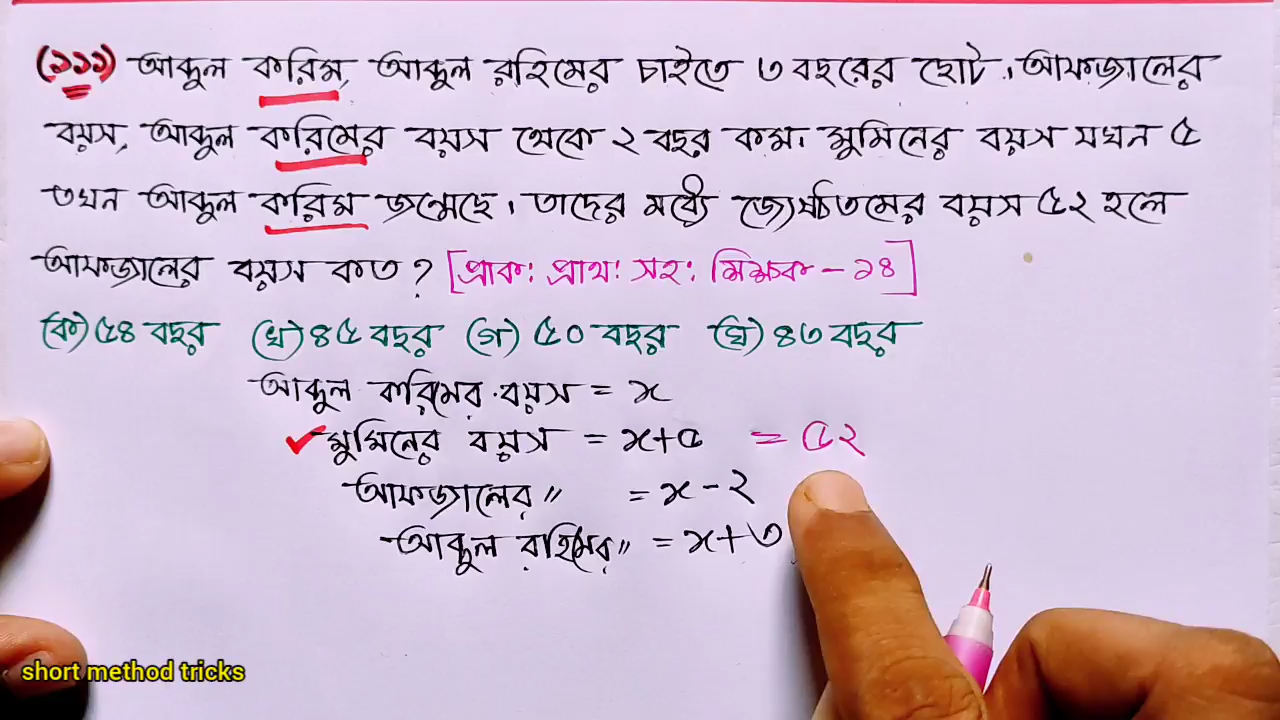 (১১১) আব্দুল করিম, আব্দুল রহিমের চাইতে ৩ বছরের ছোট। আফজালের
বয়স, আব্দুল করিমের বয়স থেকে ২ বছর কম। মুমিনের বয়স যখন ৫
তখন আব্দুল করিম জন্মেছে। তাদের মধ্যে জ্যেষ্ঠতমের বয়স ৫২ হলে
আফজালের বয়স কত? [প্রাক: প্রাথ: সহ: শিক্ষক - ১৪]
(ক) ৫৪ বছর (খ) ৪৫ বছর (গ) ৫০ বছর (ঘ) ৪৩ বছর
আব্দুল করিমের বয়স = x
✓ মুমিনের বয়স = x+৫ = ৫২
আফজালের " = x - ২
আব্দুল রহিমের " = x+৩
short method tricks